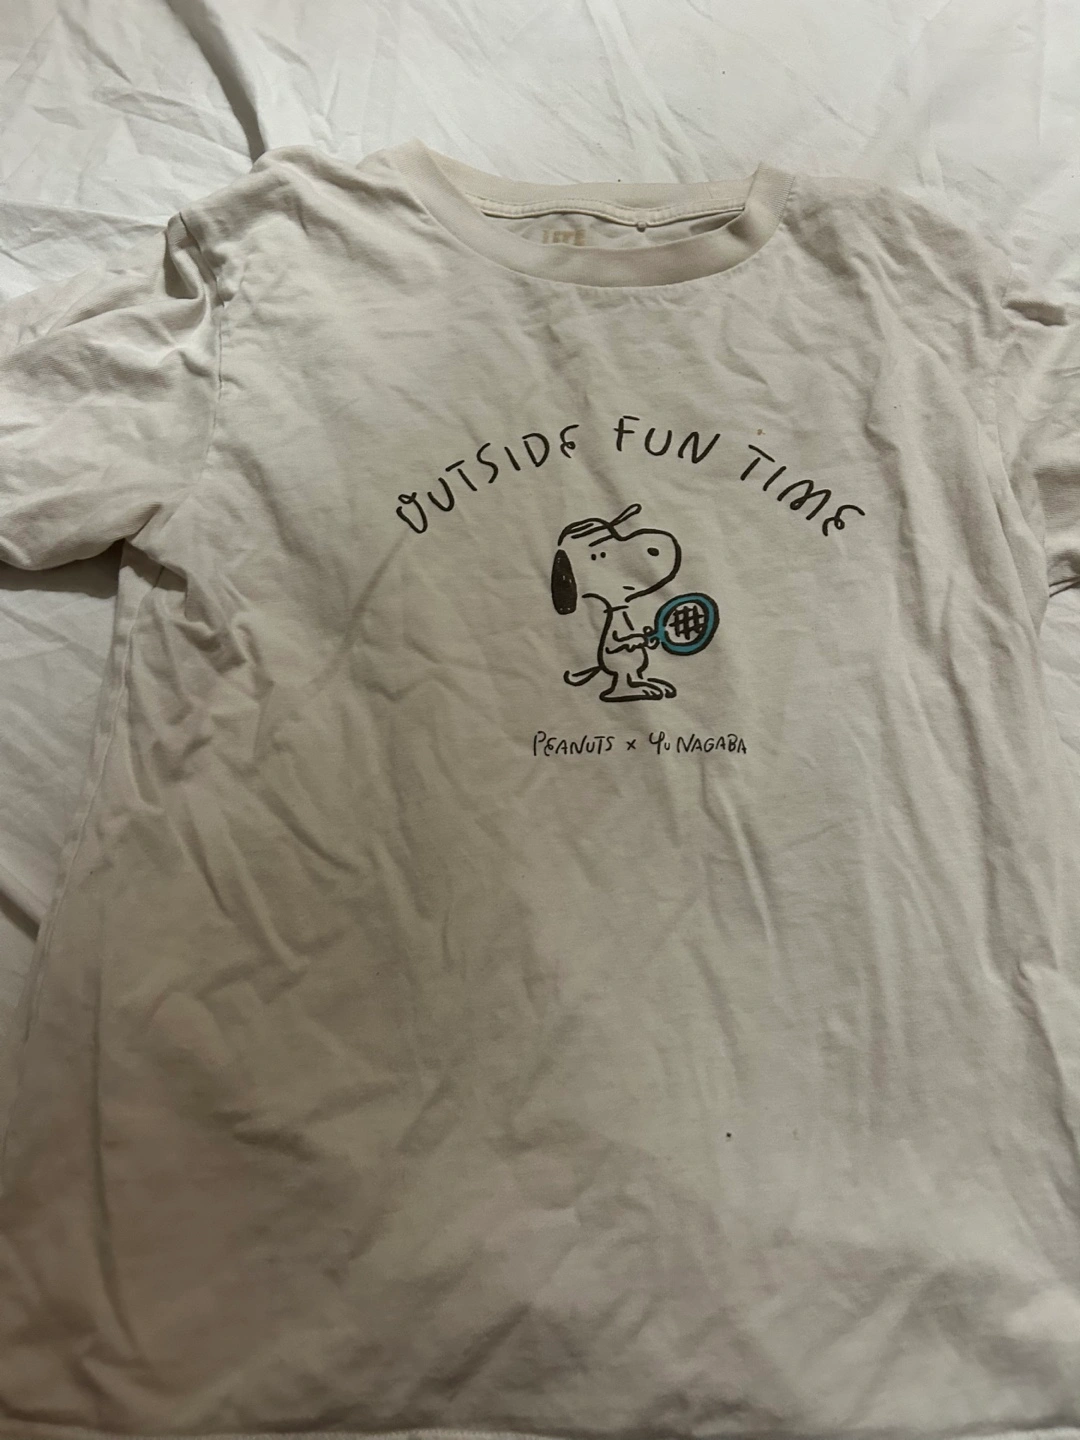 OUTSIDE FUN TIME
PEANUTS × YU NAGABA